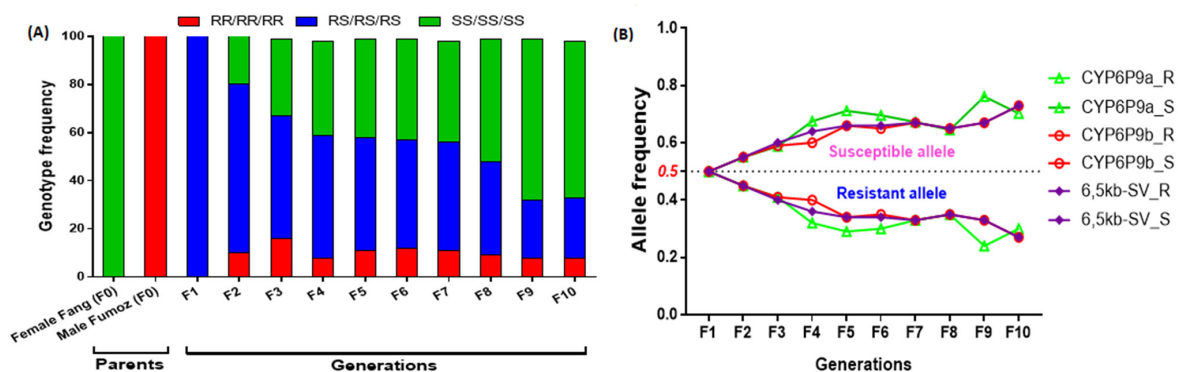 (A)
RR/RR/RR RS/RS/RS SS/SS/SS
Genotype frequency
100
80
60
40
20
0
Female Fang (F0)
Male Fumoz (F0)
F1 F2 F3 F4 F5 F6 F7 F8 F9 F10
Parents Generations
(B)
Allele frequency
1.0
0.8
0.6
0.5
0.4
0.2
0.0
Susceptible allele
Resistant allele
F1 F2 F3 F4 F5 F6 F7 F8 F9 F10
Generations
CYP6P9a_R
CYP6P9a_S
CYP6P9b_R
CYP6P9b_S
6,5kb-SV_R
6,5kb-SV_S